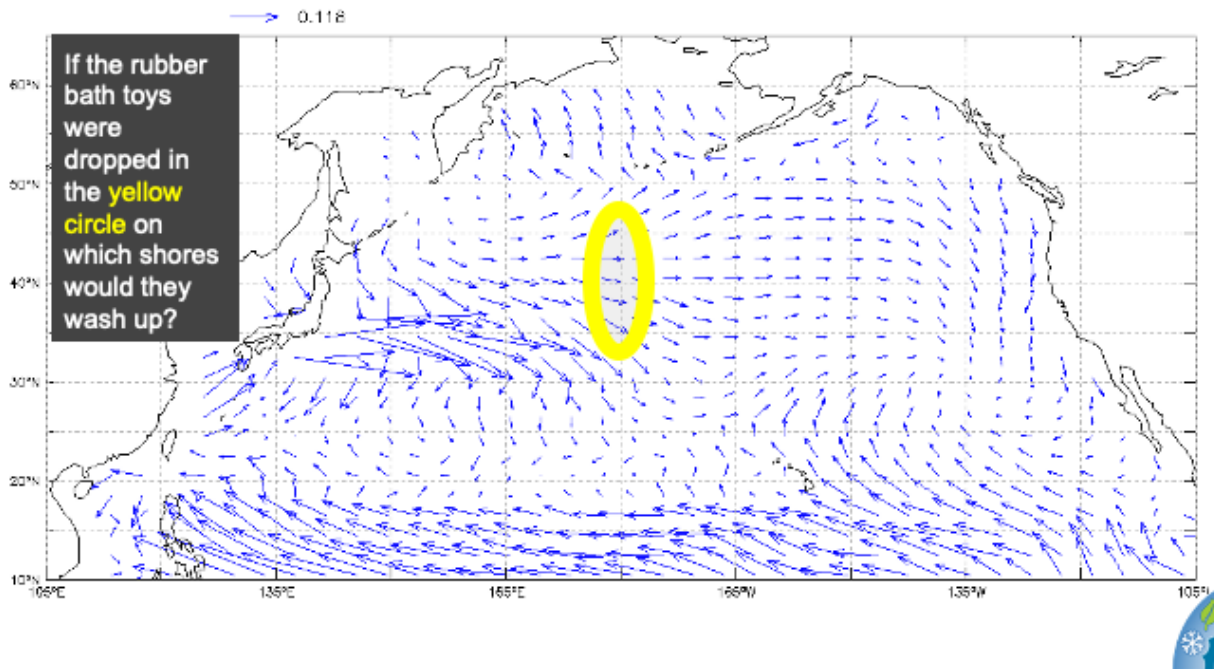 0.118
If the rubber
bath toys
were
dropped in
the yellow
circle on
which shores
would they
wash up?
60°N
50°N
40°N
30°N
20°N
10°N
105°E
135°E
165°E
165°W
135°W